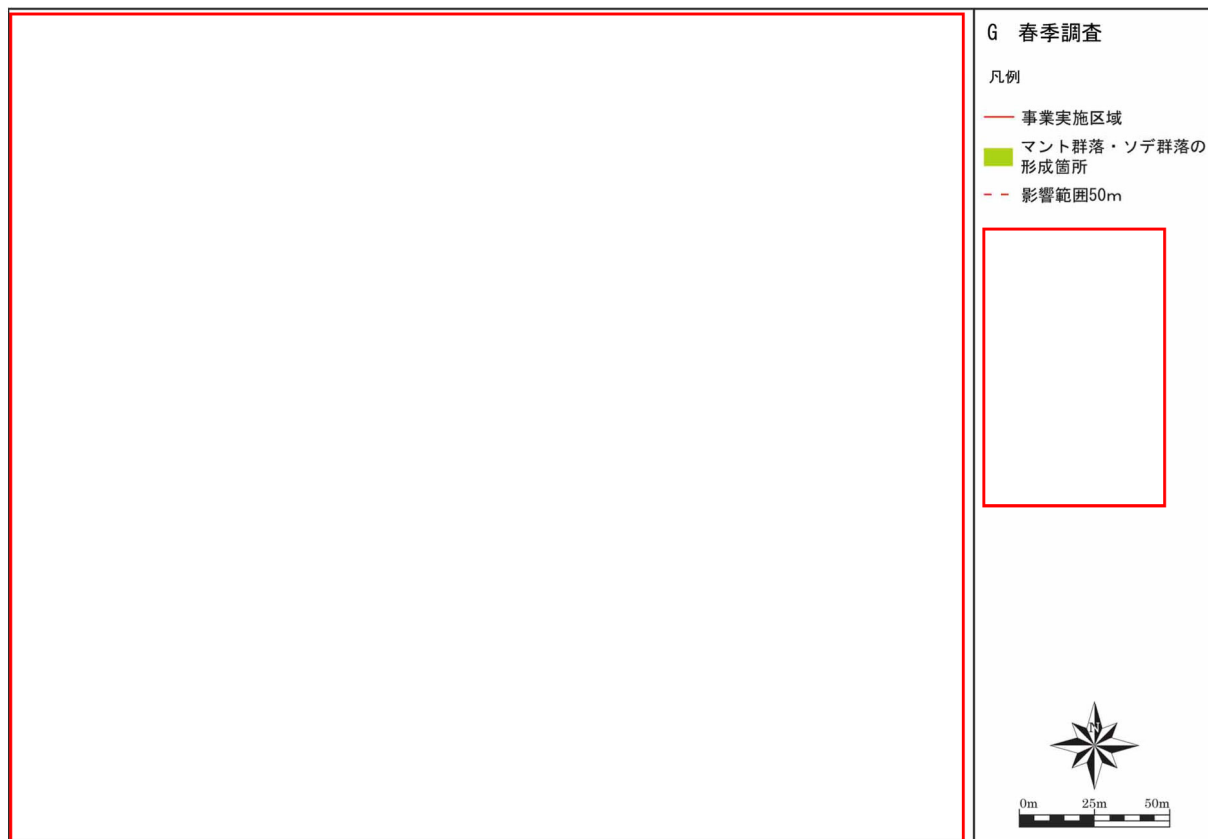 G 春季調査
凡例
事業実施区域
マント群落・ソデ群落の
形成箇所
影響範囲50m
N
0m 25m 50m